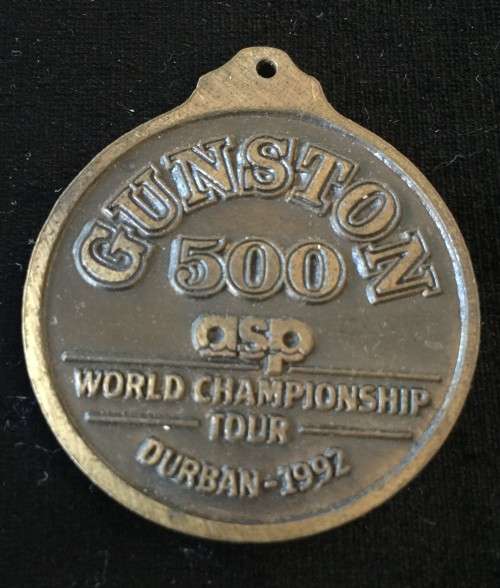 GUNSTON
500
asp
WORLD CHAMPIONSHIP
TOUR
DURBAN-1992